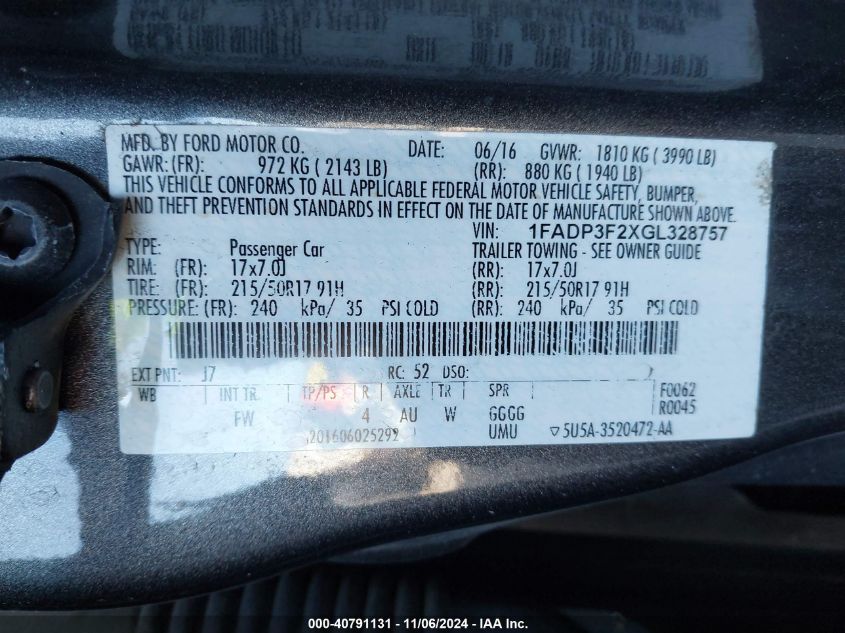 MFD. BY FORD MOTOR CO. DATE: 06/16 GVWR: 1810 KG ( 3990 LB)
GAWR: (FR): 972 KG ( 2143 LB) (RR): 880 KG ( 1940 LB)
THIS VEHICLE CONFORMS TO ALL APPLICABLE FEDERAL MOTOR VEHICLE SAFETY, BUMPER,
AND THEFT PREVENTION STANDARDS IN EFFECT ON THE DATE OF MANUFACTURE SHOWN ABOVE.
VIN: 1FADP3F2XGL328757
TYPE: Passenger Car TRAILER TOWING - SEE OWNER GUIDE
RIM: (FR): 17x7.0J (RR): 17x7.0J
TIRE: (FR): 215/50R17 91H (RR): 215/50R17 91H
PRESSURE: (FR): 240 kPa/ 35 PSI COLD (RR): 240 kPa/ 35 PSI COLD
EXT PNT: J7 RC: 52 DSO:
WB INT TR. TP/PS R AXLE TR SPR F0062
FW 4 AU W GGGG R0045
201606025292 UMU 5U5A-3520472-AA
000-40791131 - 11/06/2024 - IAA Inc.